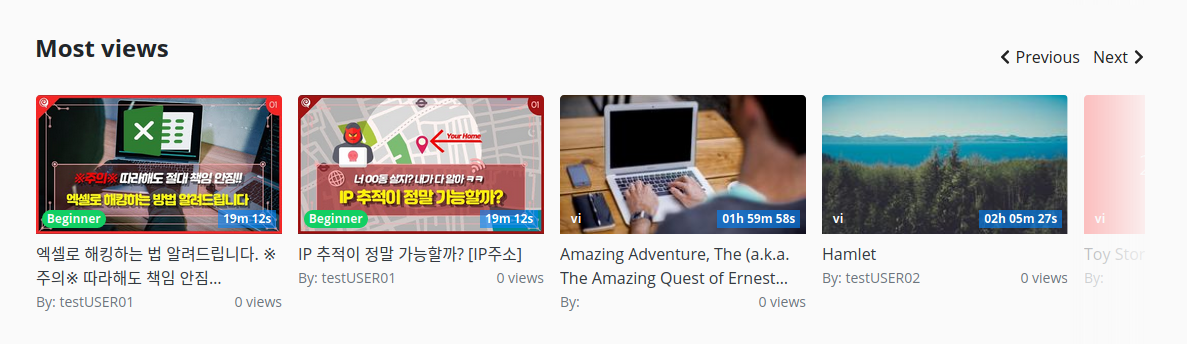 Most views
Previous Next
01
※주의※ 따라해도 절대 책임 안짐!!!
엑셀로 해킹하는 방법 알려드립니다
Beginner
19m 12s
엑셀로 해킹하는 법 알려드립니다. ※
주의※ 따라해도 책임 안짐...
By: testUSER01
0 views
01
Your Home
너 OO동 살지? 내가 다 알아 ㅋㅋ
IP 추적이 정말 가능할까?
Beginner
19m 12s
IP 추적이 정말 가능할까? [IP주소]
By: testUSER01
0 views
vi
01h 59m 58s
Amazing Adventure, The (a.k.a.
The Amazing Quest of Ernest...
By:
0 views
vi
02h 05m 27s
Hamlet
By: testUSER02
0 views
vi
Toy Stor
By: